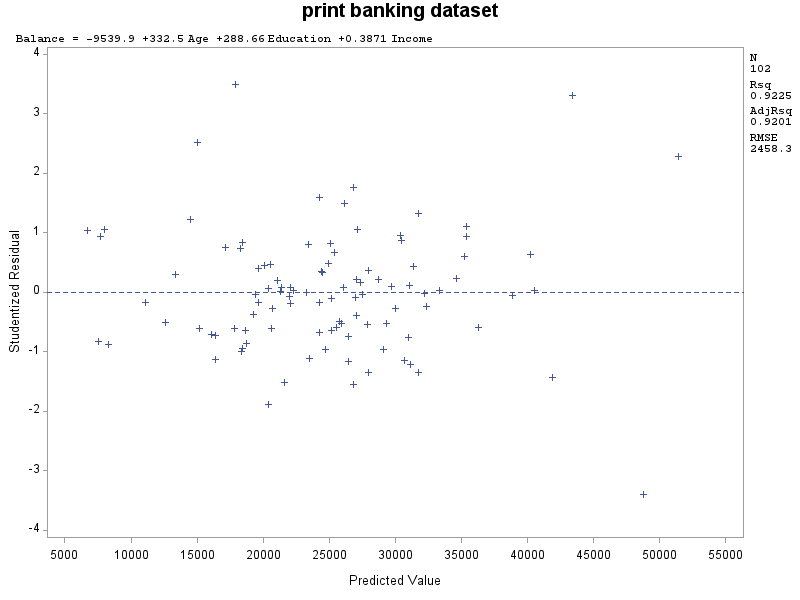 print banking dataset
Balance = -9539.9 +332.5 Age +288.66 Education +0.3871 Income
N
102
Rsq
0.9225
AdjRsq
0.9201
RMSE
2458.3
4
3
2
1
0
-1
-2
-3
-4
Studentized Residual
5000 10000 15000 20000 25000 30000 35000 40000 45000 50000 55000
Predicted Value